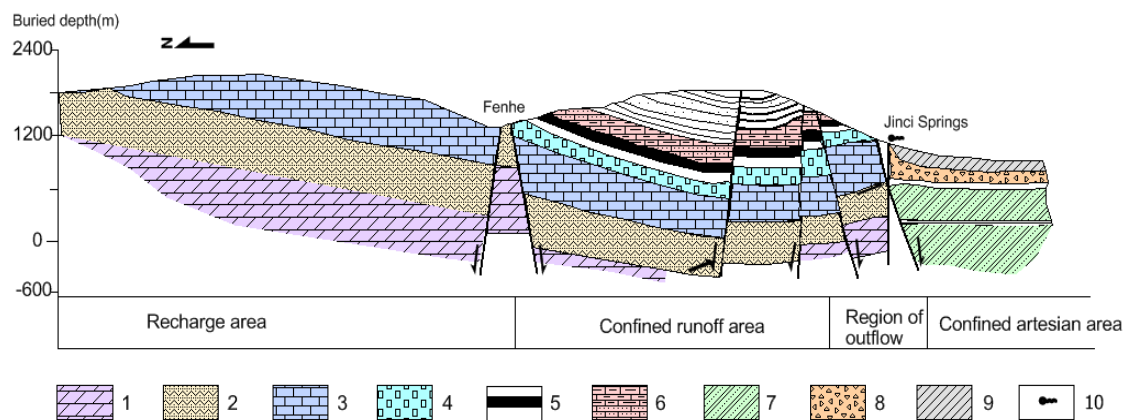 Buried depth(m)
2400
N
Fenhe
1200
Jinci Springs
0
-600
Recharge area
Confined runoff area
Region of
outflow
Confined artesian area
1 2 3 4 5 6 7 8 9 10